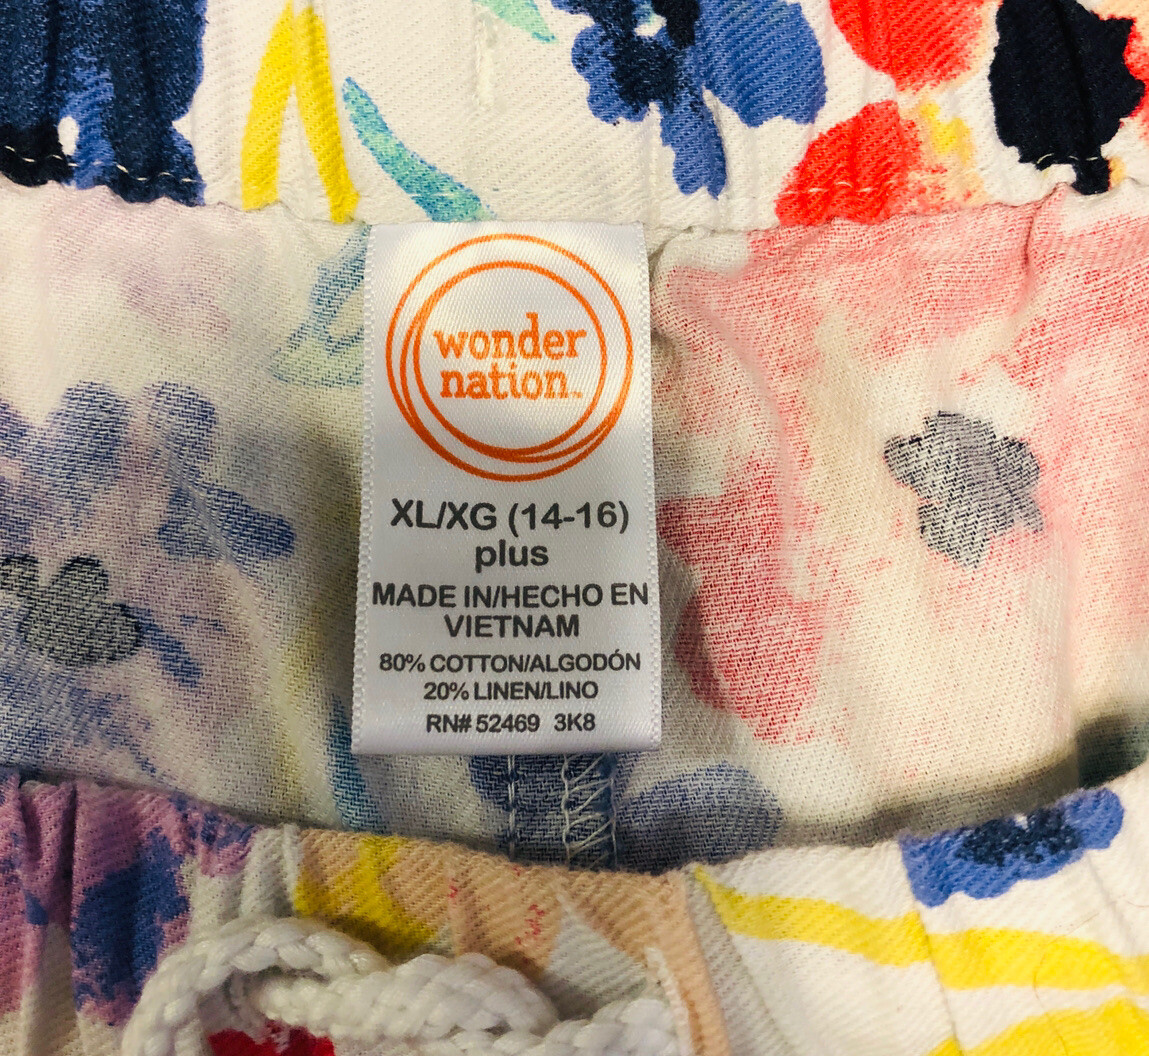 wonder
nation™
XL/XG (14-16)
plus
MADE IN/HECHO EN
VIETNAM
80% COTTON/ALGODÓN
20% LINEN/LINO
RN# 52469 3K8